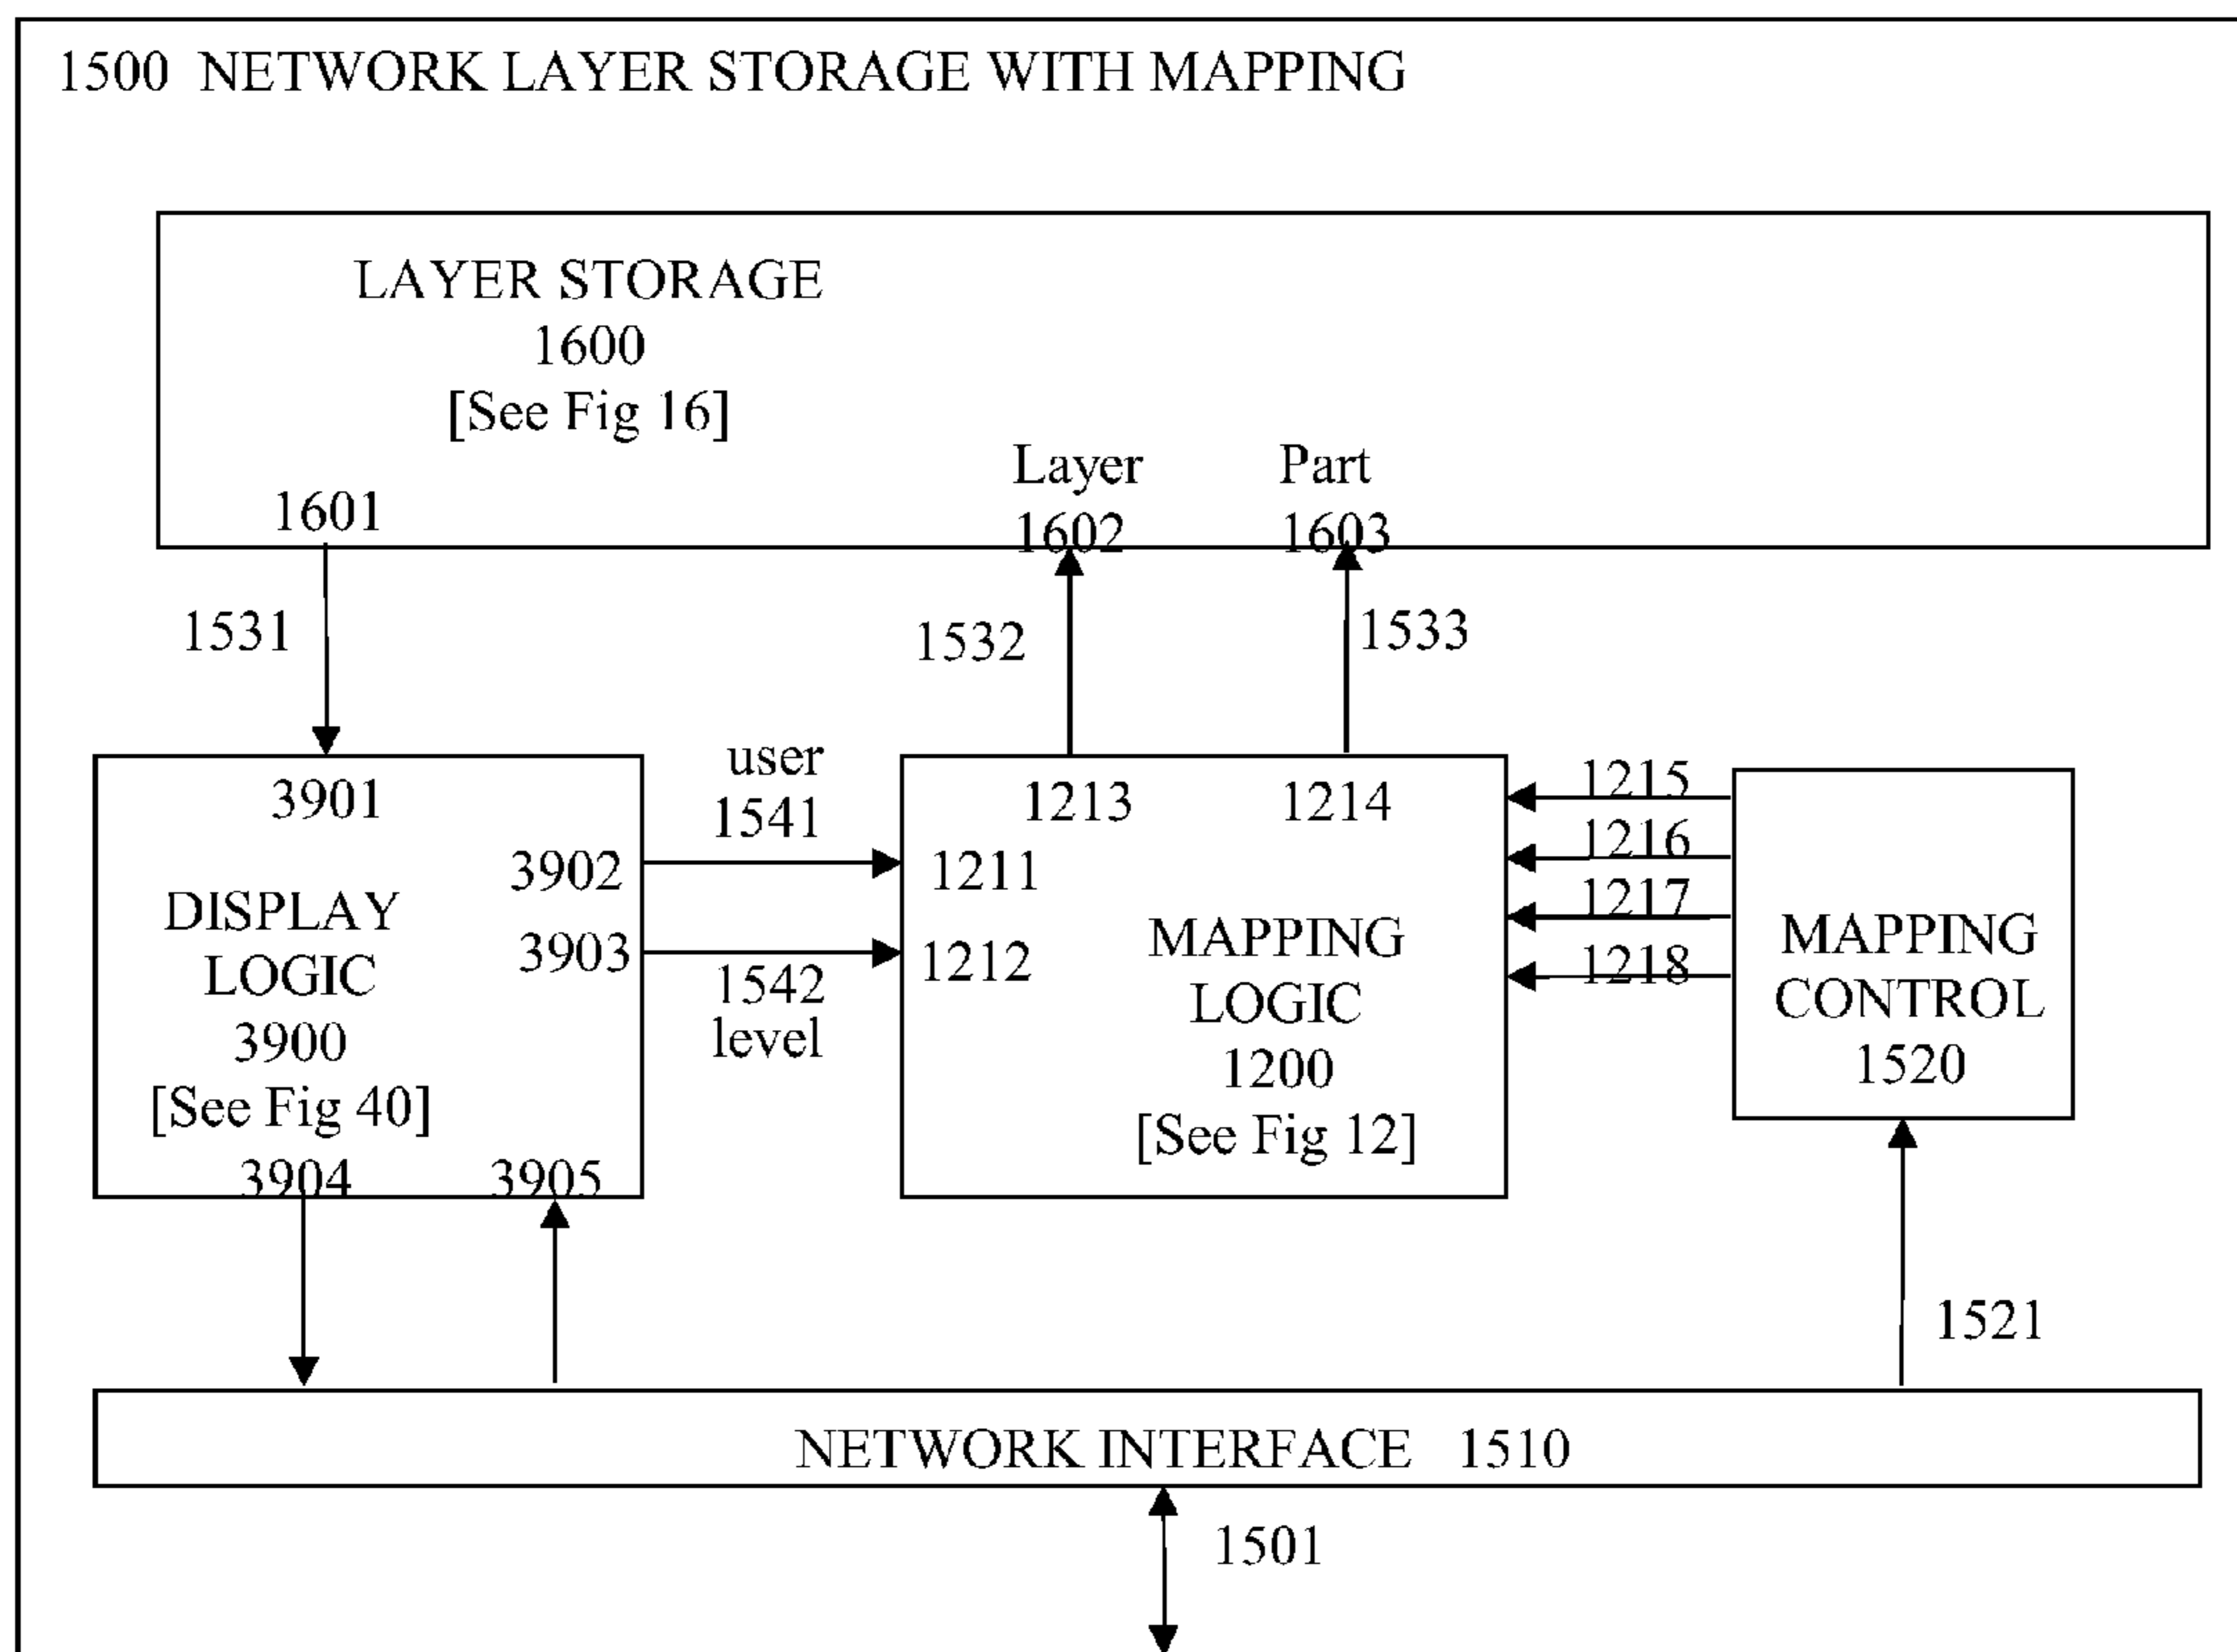 1500 NETWORK LAYER STORAGE WITH MAPPING
LAYER STORAGE
1600
[See Fig 16]
Layer
Part
1601
1602
1603
1531
1532
1533
user
1541
3901
1213
1214
1215
3902
1211
1216
DISPLAY
LOGIC
3900
[See Fig 40]
3903
1212
1542
level
MAPPING
LOGIC
1200
[See Fig 12]
1217
1218
MAPPING
CONTROL
1520
3904
3905
1521
NETWORK INTERFACE 1510
1501